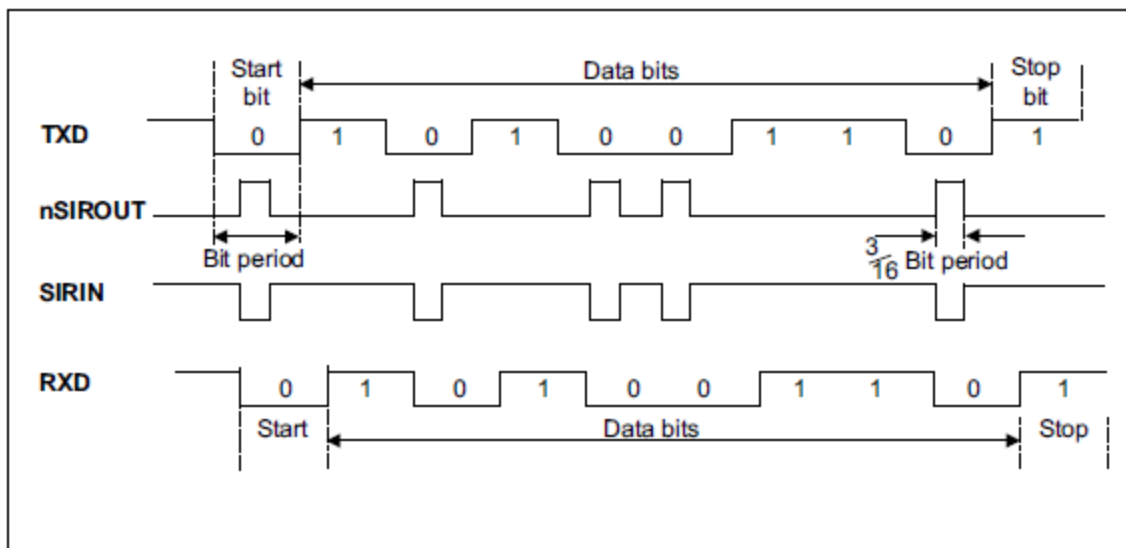 Start
bit
Data bits
Stop
bit
TXD
0 1 0 1 0 0 1 1 0 1
nSIROUT
Bit period
3/16 Bit period
SIRIN
RXD
0 1 0 1 0 0 1 1 0 1
Start
Data bits
Stop